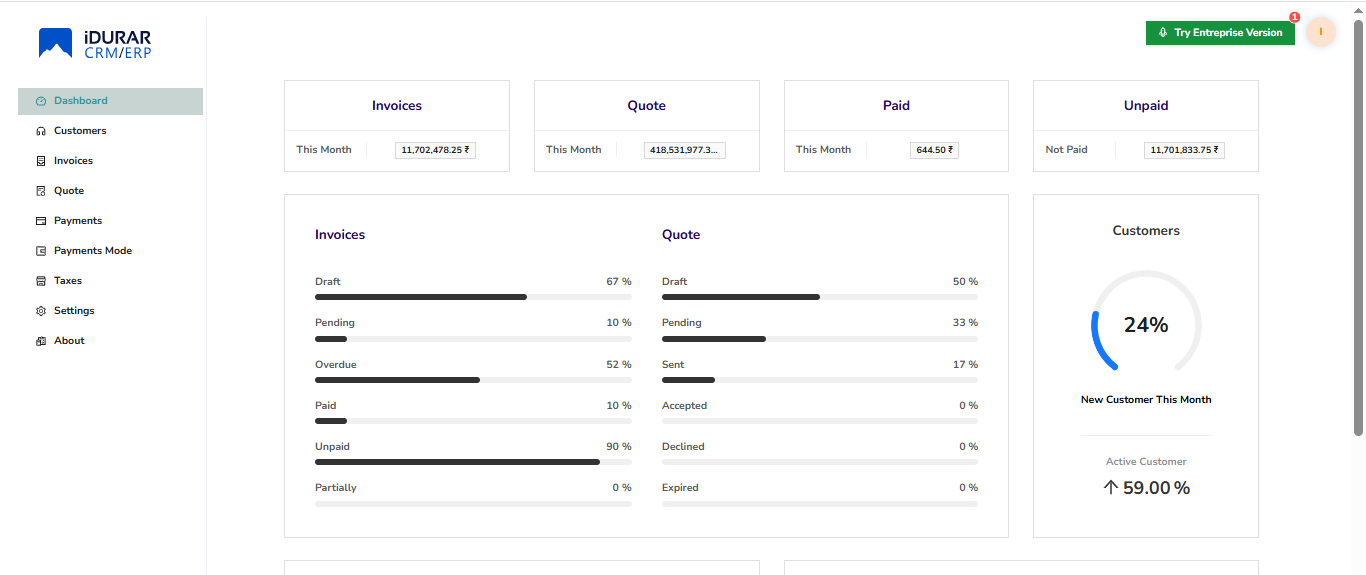 iDURAR
CRM/ERP
Try Entreprise Version
1
I
Dashboard
Customers
Invoices
Quote
Payments
Payments Mode
Taxes
Settings
About
Invoices
This Month 11,702,478.25 ₹
Quote
This Month 418,531,977.3...
Paid
This Month 644.50 ₹
Unpaid
Not Paid 11,701,833.75 ₹
Invoices
Draft 67 %
Pending 10 %
Overdue 52 %
Paid 10 %
Unpaid 90 %
Partially 0 %
Quote
Draft 50 %
Pending 33 %
Sent 17 %
Accepted 0 %
Declined 0 %
Expired 0 %
Customers
24%
New Customer This Month
Active Customer
59.00 %